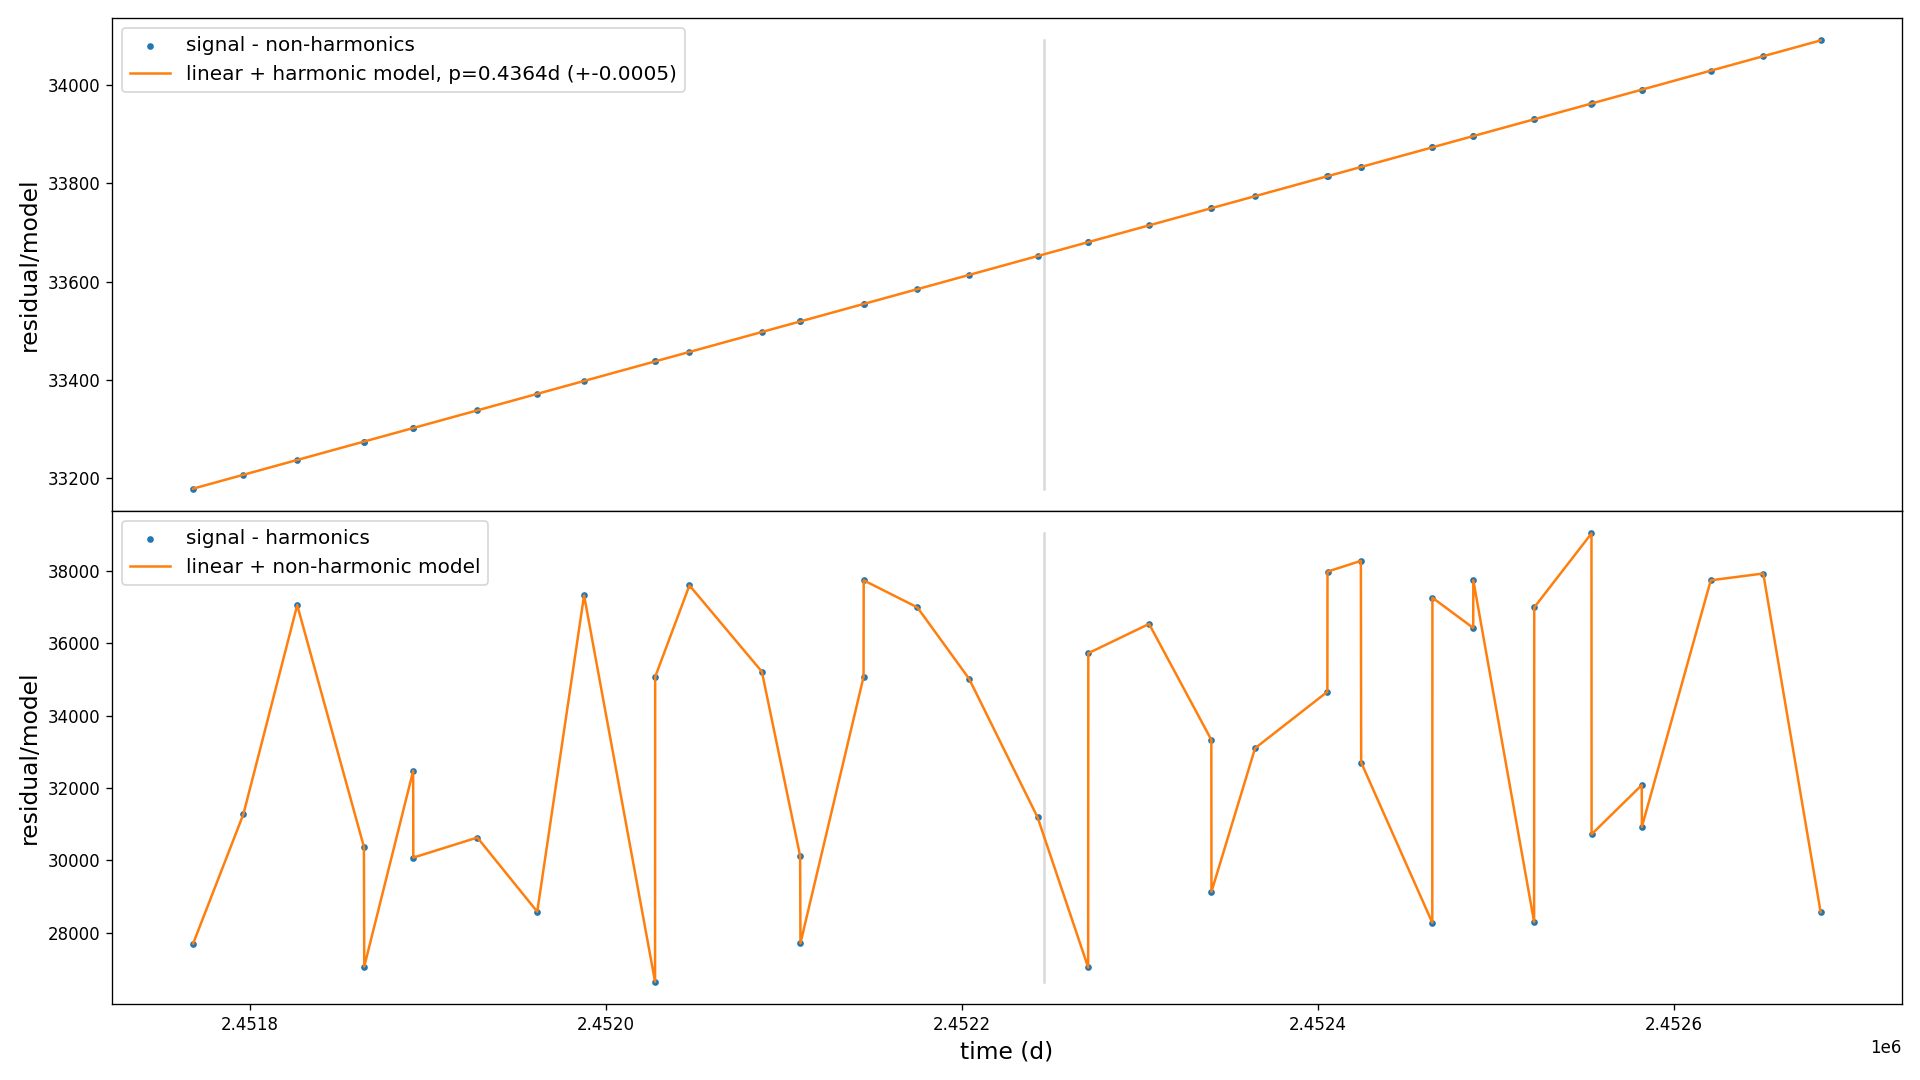 signal - non-harmonics
linear + harmonic model, p=0.4364d (+-0.0005)
34000
33800
33600
33400
33200
residual/model
signal - harmonics
linear + non-harmonic model
38000
36000
34000
32000
30000
28000
residual/model
2.4518 2.4520 2.4522 2.4524 2.4526
time (d)
1e6